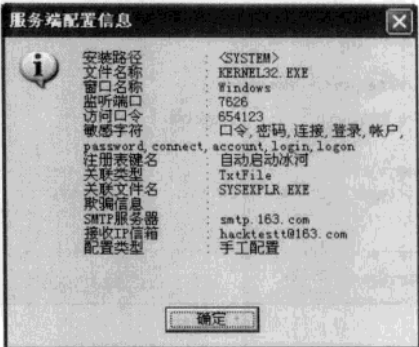 服务端配置信息
安装路径 : <SYSTEM>
文件名称 : KERNEL32.EXE
窗口名称 : Windows
监听端口 : 7626
访问口令 : 654123
敏感字符 : 口令,密码,连接,登录,帐户,
password,connect,account,login,logon
注册表键名 : 自动启动冰河
关联类型 : TxtFile
关联文件名 : SYSEXPLR.EXE
欺骗信息 :
SMTP服务器 : smtp.163.com
接收IP信箱 : hacktestt@163.com
配置类型 : 手工配置
确定